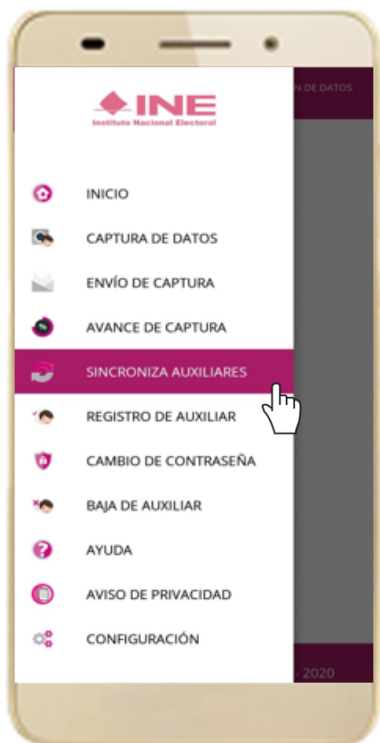 N DE DATOS
INE
Instituto Nacional Electoral
INICIO
CAPTURA DE DATOS
ENVÍO DE CAPTURA
AVANCE DE CAPTURA
SINCRONIZA AUXILIARES
REGISTRO DE AUXILIAR
CAMBIO DE CONTRASEÑA
BAJA DE AUXILIAR
AYUDA
AVISO DE PRIVACIDAD
CONFIGURACIÓN
- 2020